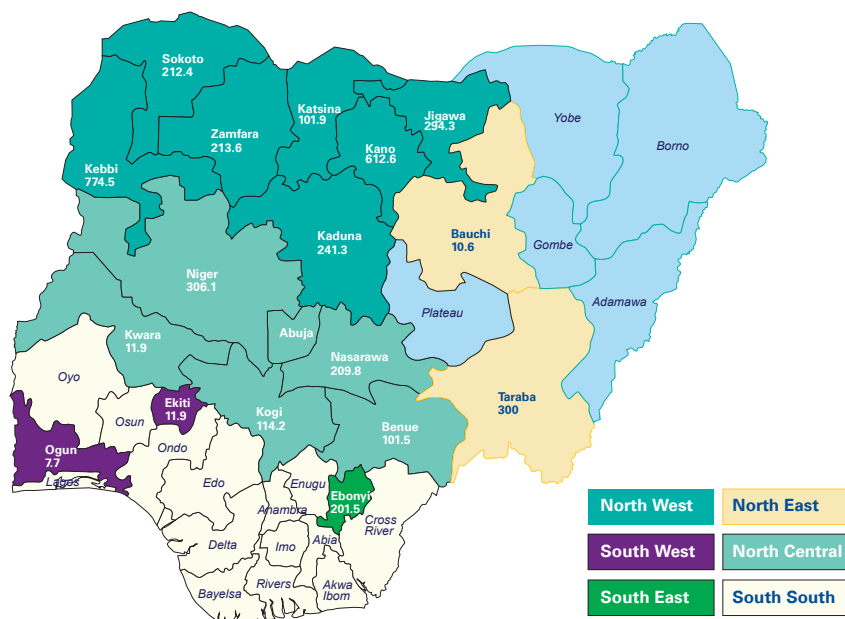 Sokoto
212.4
Katsina
101.9
Jigawa
294.3
Yobe
Zamfara
213.6
Kano
612.6
Borno
Kebbi
774.5
Kaduna
241.3
Bauchi
10.6
Gombe
Niger
306.1
Adamawa
Plateau
Kwara
11.9
Abuja
Nasarawa
209.8
Oyo
Ekiti
11.9
Taraba
300
Osun
Kogi
114.2
Benue
101.5
Ogun
7.7
Ondo
Lagos
Edo
Enugu
Ebonyi
201.5
Anambra
Cross
River
Delta
Imo
Abia
Bayelsa
Rivers
Akwa
Ibom
North West
North East
South West
North Central
South East
South South